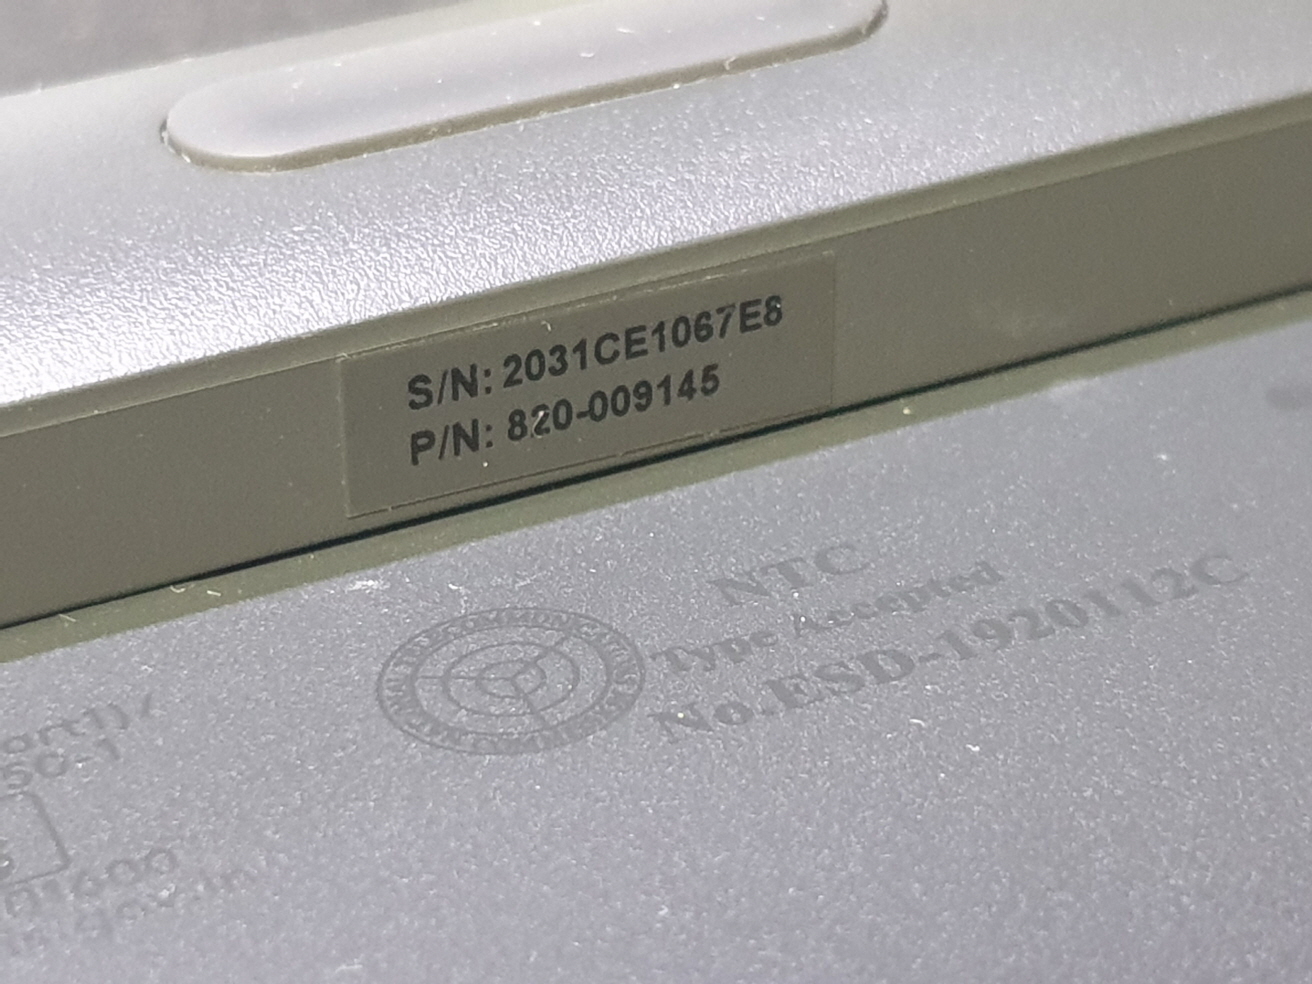 S/N: 2031CE1067E8
P/N: 820-009145
NTC
Type Accepted
No.ESD-1920112C